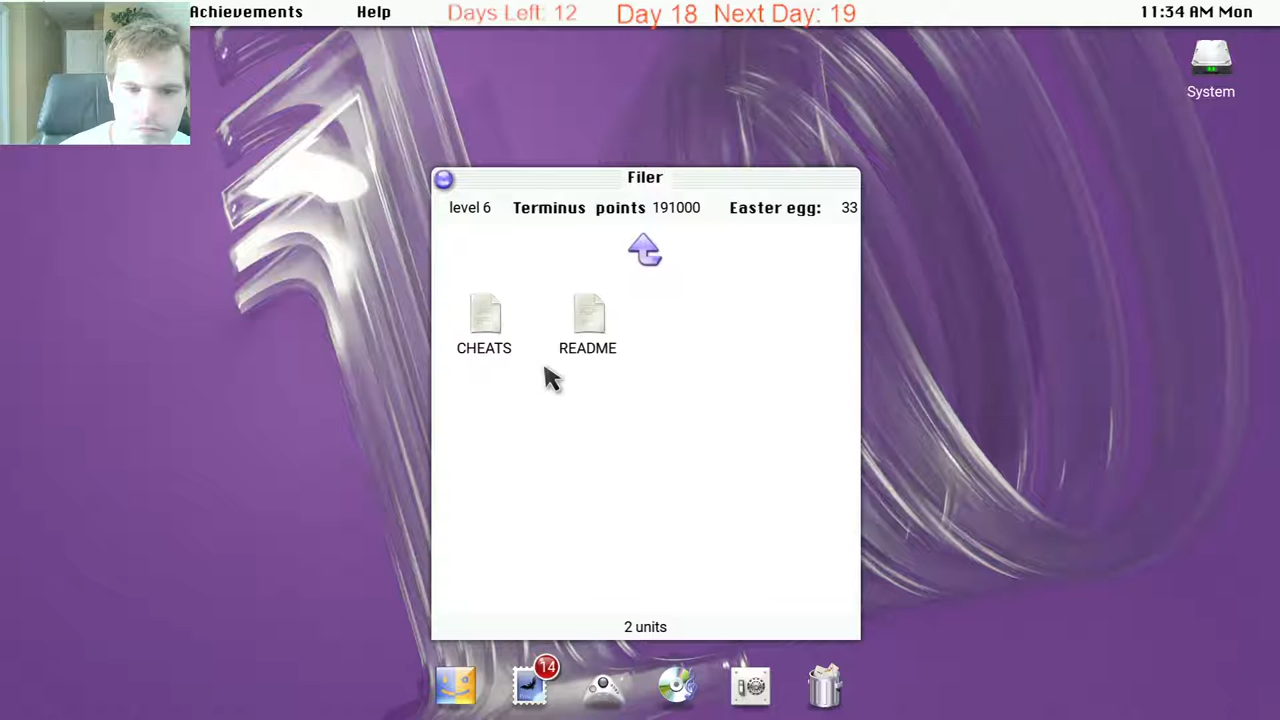 Achievements Help Days Left: 12 Day 18 Next Day: 19 11:34 AM Mon
System
Filer
level 6 Terminus points 191000 Easter egg: 33
CHEATS README
2 units
14